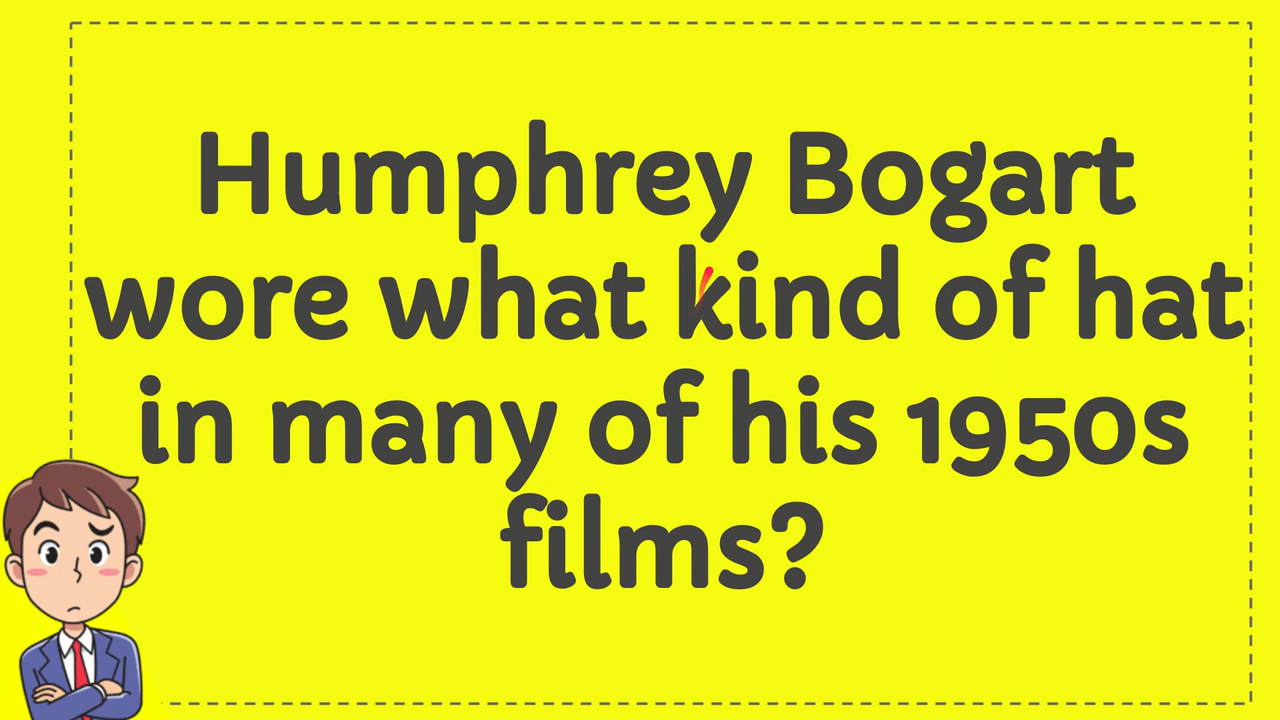 Humphrey Bogart
wore what kind of hat
in many of his 1950s
films?